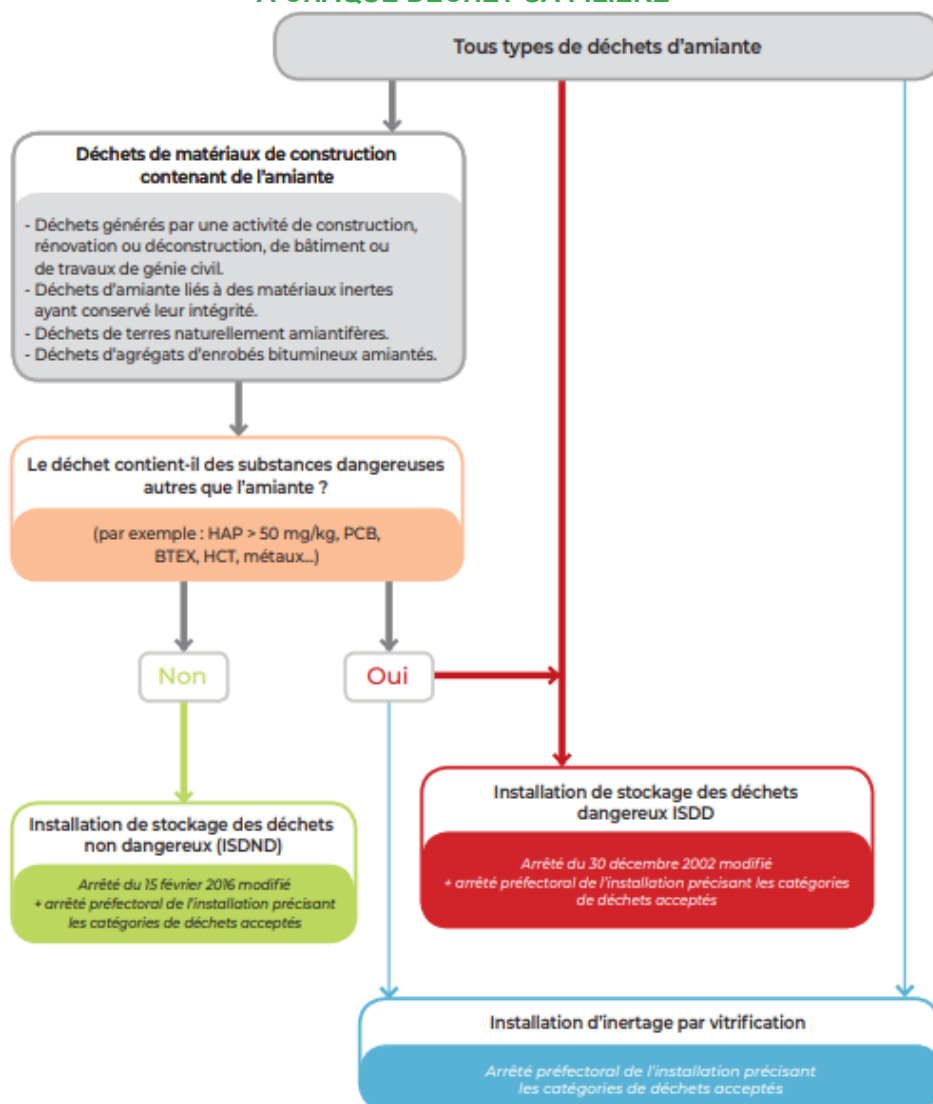 À CHAQUE DÉCHET SA FILIÈRE
Tous types de déchets d'amiante
Déchets de matériaux de construction
contenant de l'amiante
- Déchets générés par une activité de construction,
rénovation ou déconstruction, de bâtiment ou
de travaux de génie civil.
- Déchets d'amiante liés à des matériaux inertes
ayant conservé leur intégrité.
- Déchets de terres naturellement amiantifères.
- Déchets d'agrégats d'enrobés bitumineux amiantés.
Le déchet contient-il des substances dangereuses
autres que l'amiante ?
(par exemple : HAP > 50 mg/kg, PCB,
BTEX, HCT, métaux...)
Non
Oui
Installation de stockage des déchets
dangereux ISDD
Arrêté du 30 décembre 2002 modifié
+ arrêté préfectoral de l'installation précisant les catégories
de déchets acceptés
Installation de stockage des déchets
non dangereux (ISDND)
Arrêté du 15 février 2016 modifié
+ arrêté préfectoral de l'installation précisant
les catégories de déchets acceptés
Installation d'inertage par vitrification
Arrêté préfectoral de l'installation précisant
les catégories de déchets acceptés